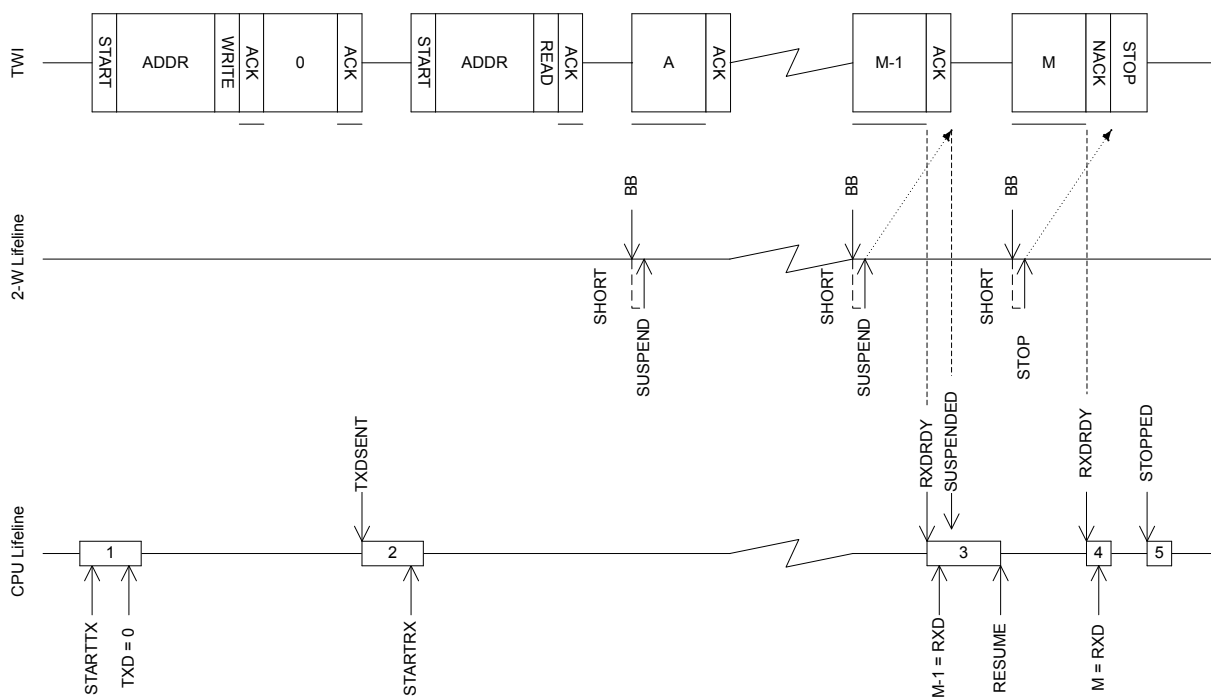 TWI
START
ADDR
WRITE
ACK
0
ACK
START
ADDR
READ
ACK
A
ACK
M-1
ACK
M
NACK
STOP
2-W Lifeline
BB
SHORT
SUSPEND
BB
SHORT
SUSPEND
BB
SHORT
STOP
CPU Lifeline
TXDSENT
RXDRDY
SUSPENDED
RXDRDY
STOPPED
1
2
3
4
5
STARTTX
TXD = 0
STARTRX
M-1 = RXD
RESUME
M = RXD